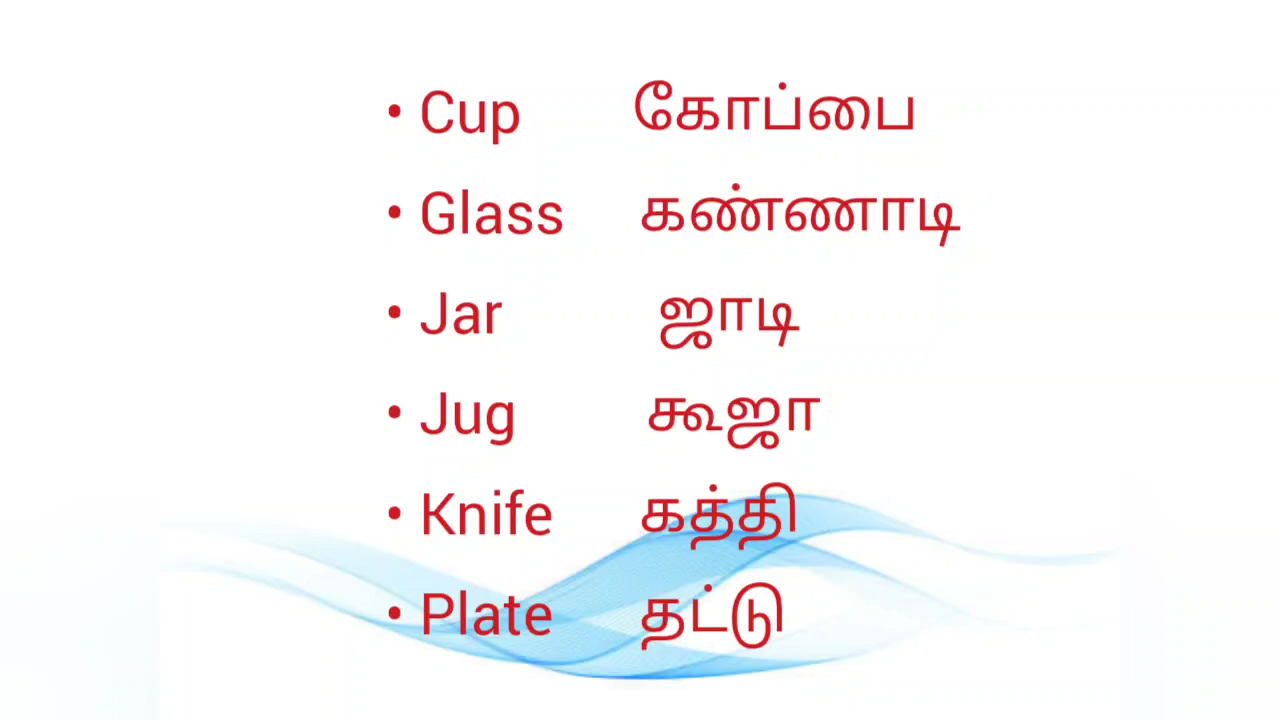 • Cup கோப்பை
• Glass கண்ணாடி
• Jar ஜாடி
• Jug கூஜா
• Knife கத்தி
• Plate தட்டு